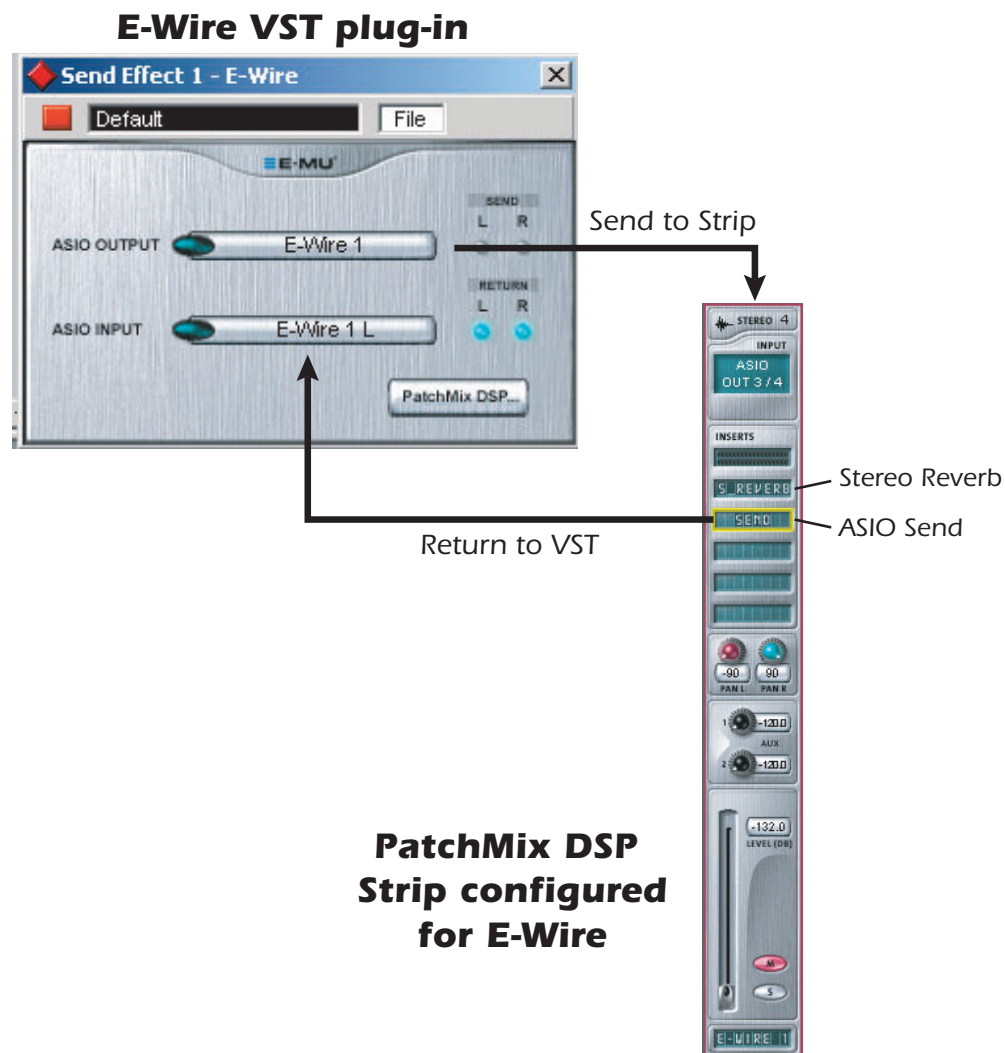 E-Wire VST plug-in
Send Effect 1 - E-Wire
Default
File
E-MU
SEND
L R
ASIO OUTPUT
E-Wire 1
RETURN
L R
ASIO INPUT
E-Wire 1 L
PatchMix DSP...
Send to Strip
Return to VST
STEREO 4
INPUT
ASIO
OUT 3/4
INSERTS
S_REVERB
SEND
Stereo Reverb
ASIO Send
-90 90
PAN L PAN R
1 -120.0
AUX
2 -120.0
-132.0
LEVEL (DB)
M
S
E-WIRE 1
PatchMix DSP
Strip configured
for E-Wire